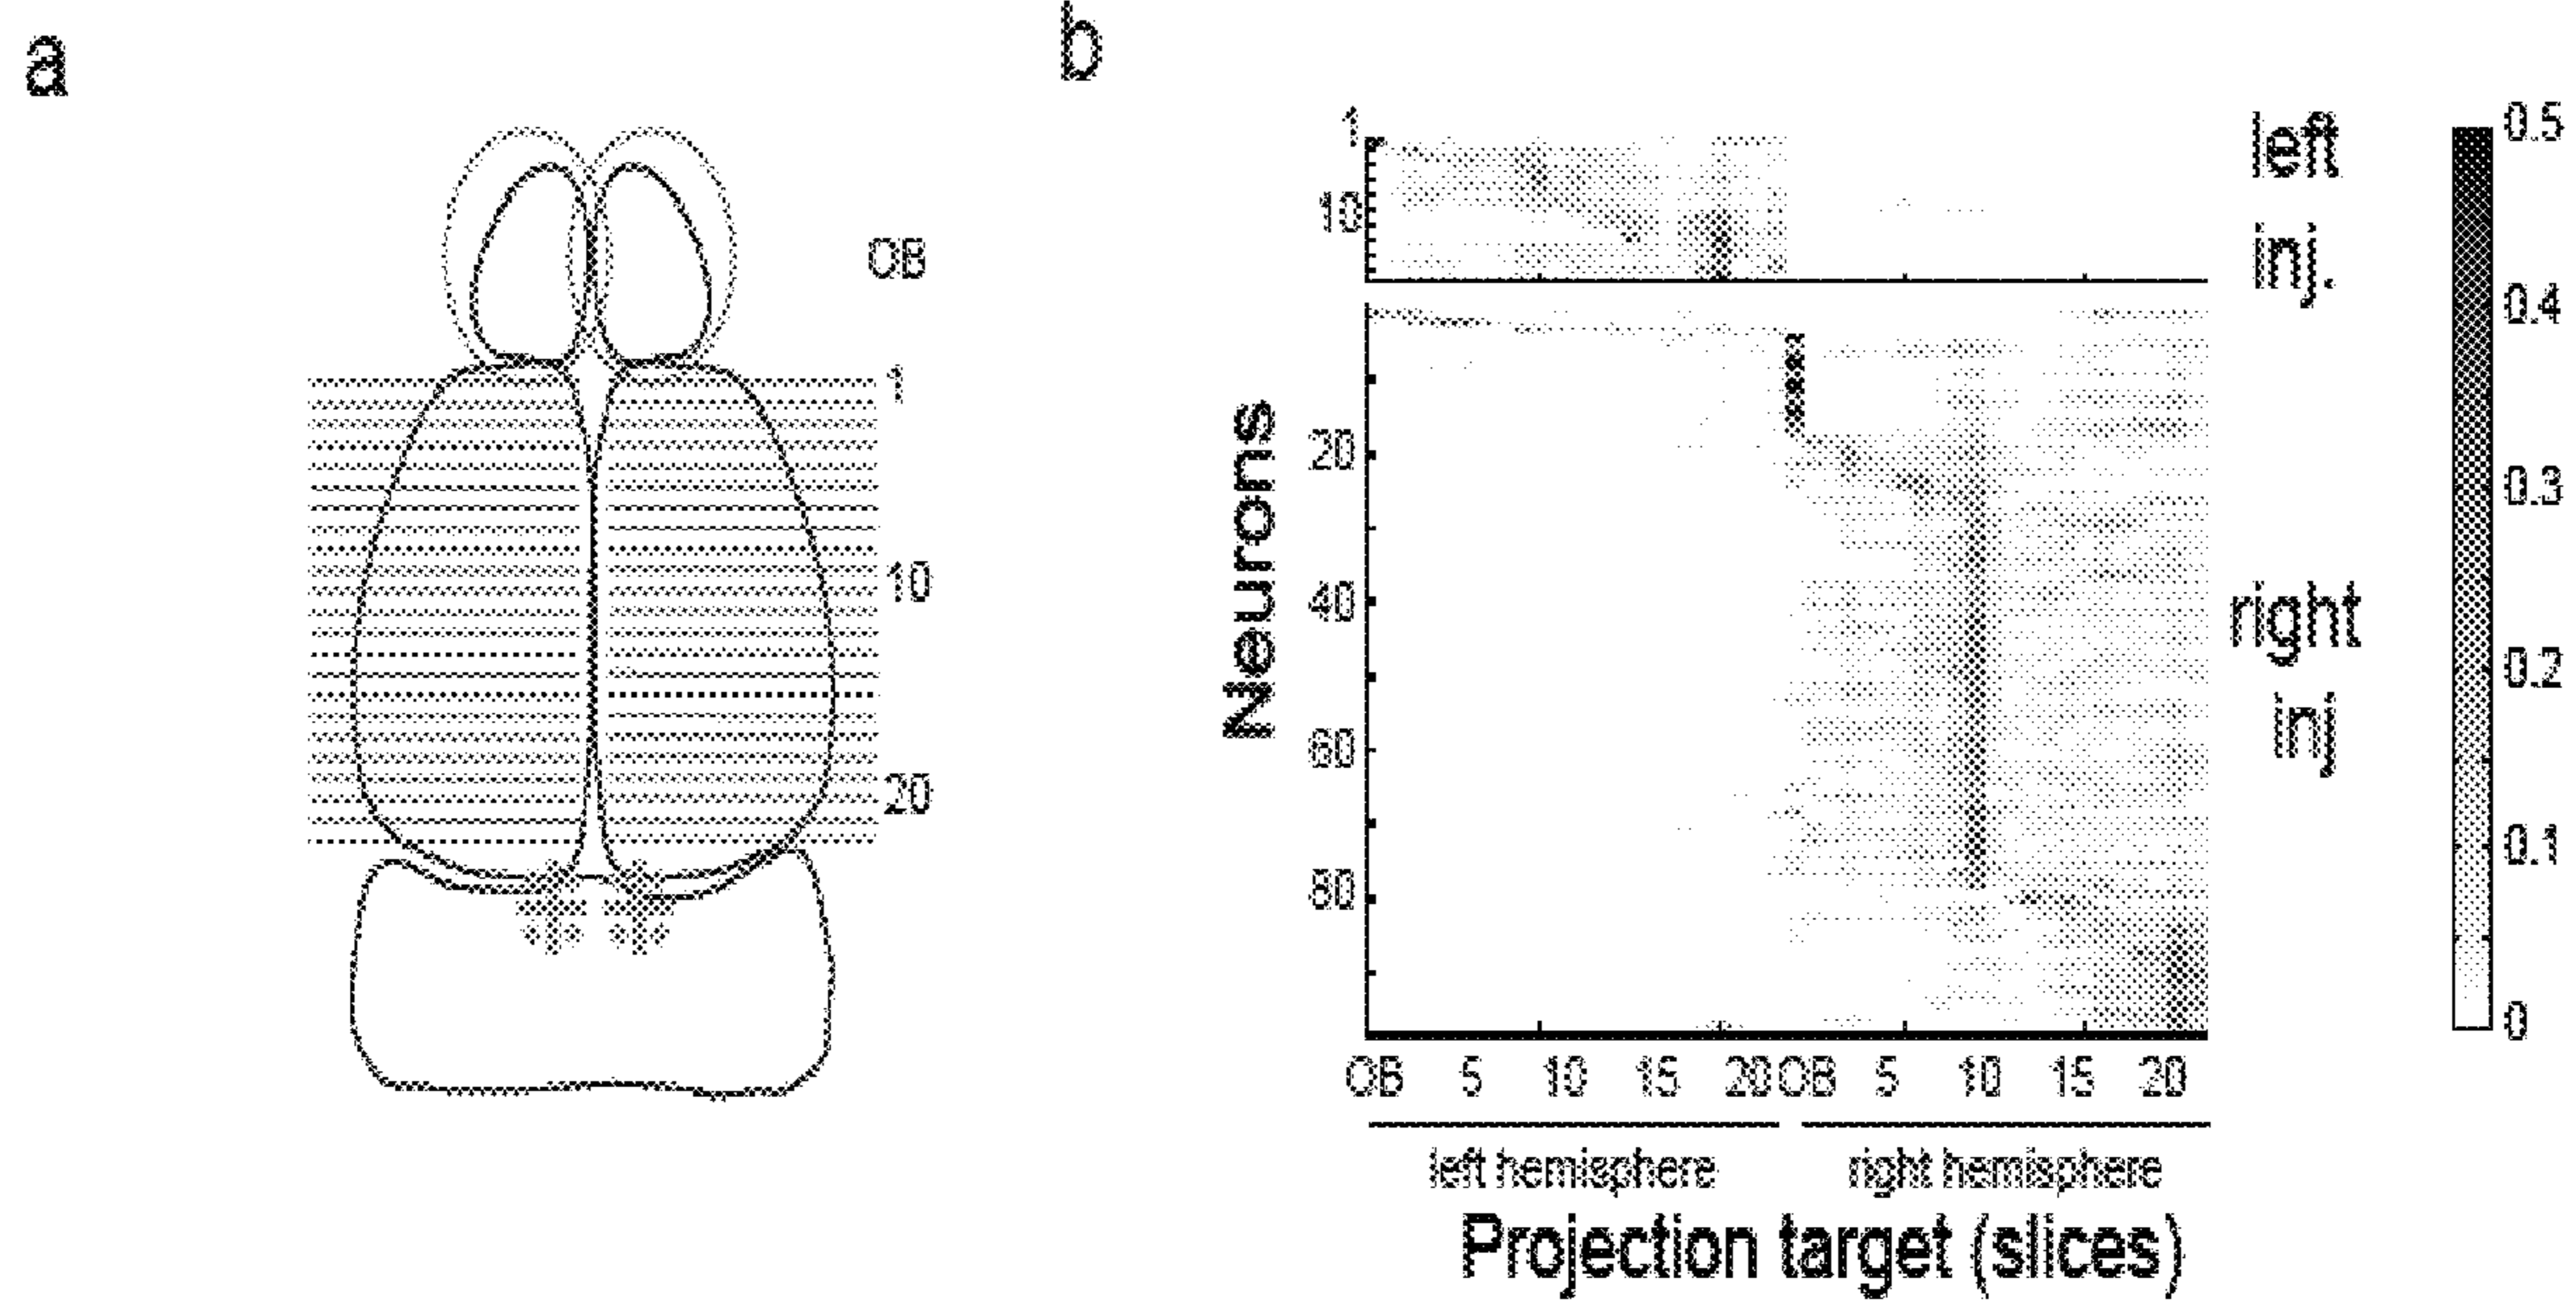 a
OB
1
10
20
b
1
10
left
inj.
Neurons
20
40
60
80
right
inj
0.5
0.4
0.3
0.2
0.1
0
OB 5 10 15 20 OB 5 10 15 20
left hemisphere right hemisphere
Projection target (slices)